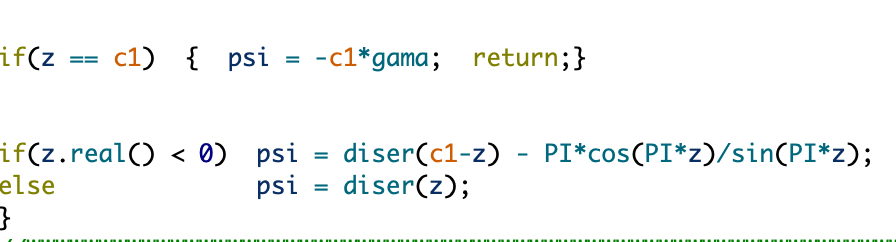 if(z == c1) { psi = -c1*gama; return;}
if(z.real() < 0) psi = diser(c1-z) - PI*cos(PI*z)/sin(PI*z);
else psi = diser(z);
}